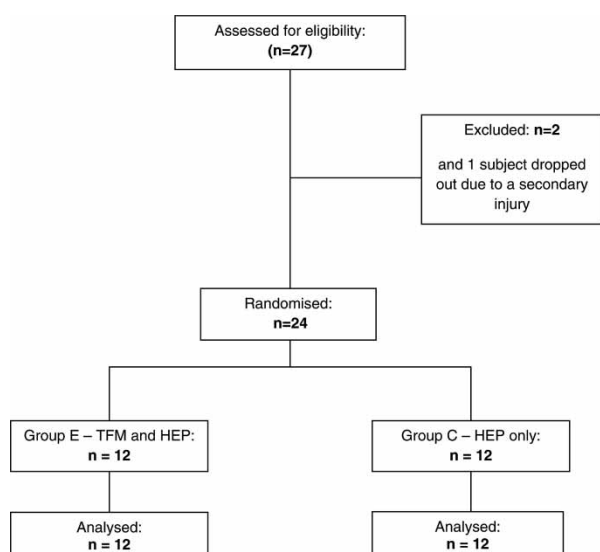 Assessed for eligibility:
(n=27)
Excluded: n=2
and 1 subject dropped
out due to a secondary
injury
Randomised:
n=24
Group E – TFM and HEP:
n = 12
Group C – HEP only:
n = 12
Analysed:
n = 12
Analysed:
n = 12